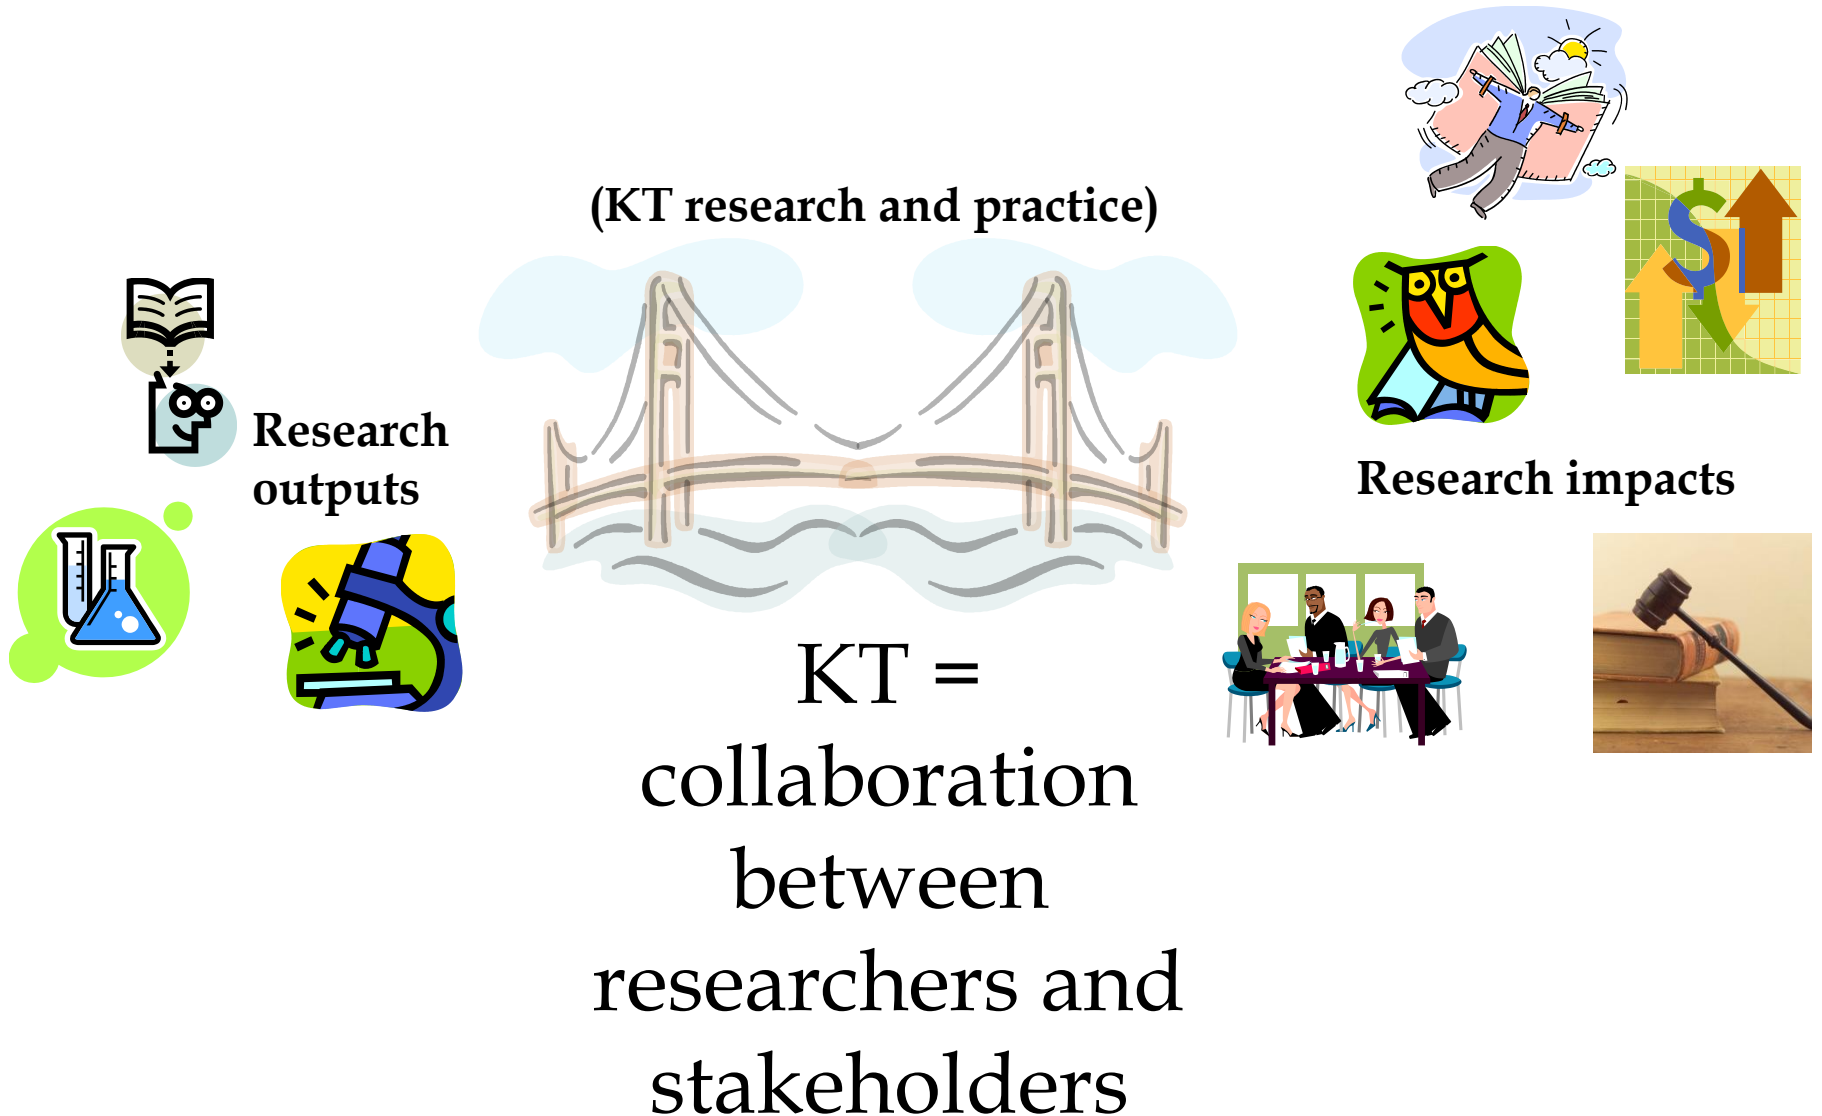 (KT research and practice)
Research
outputs
Research impacts
KT =
collaboration
between
researchers and
stakeholders